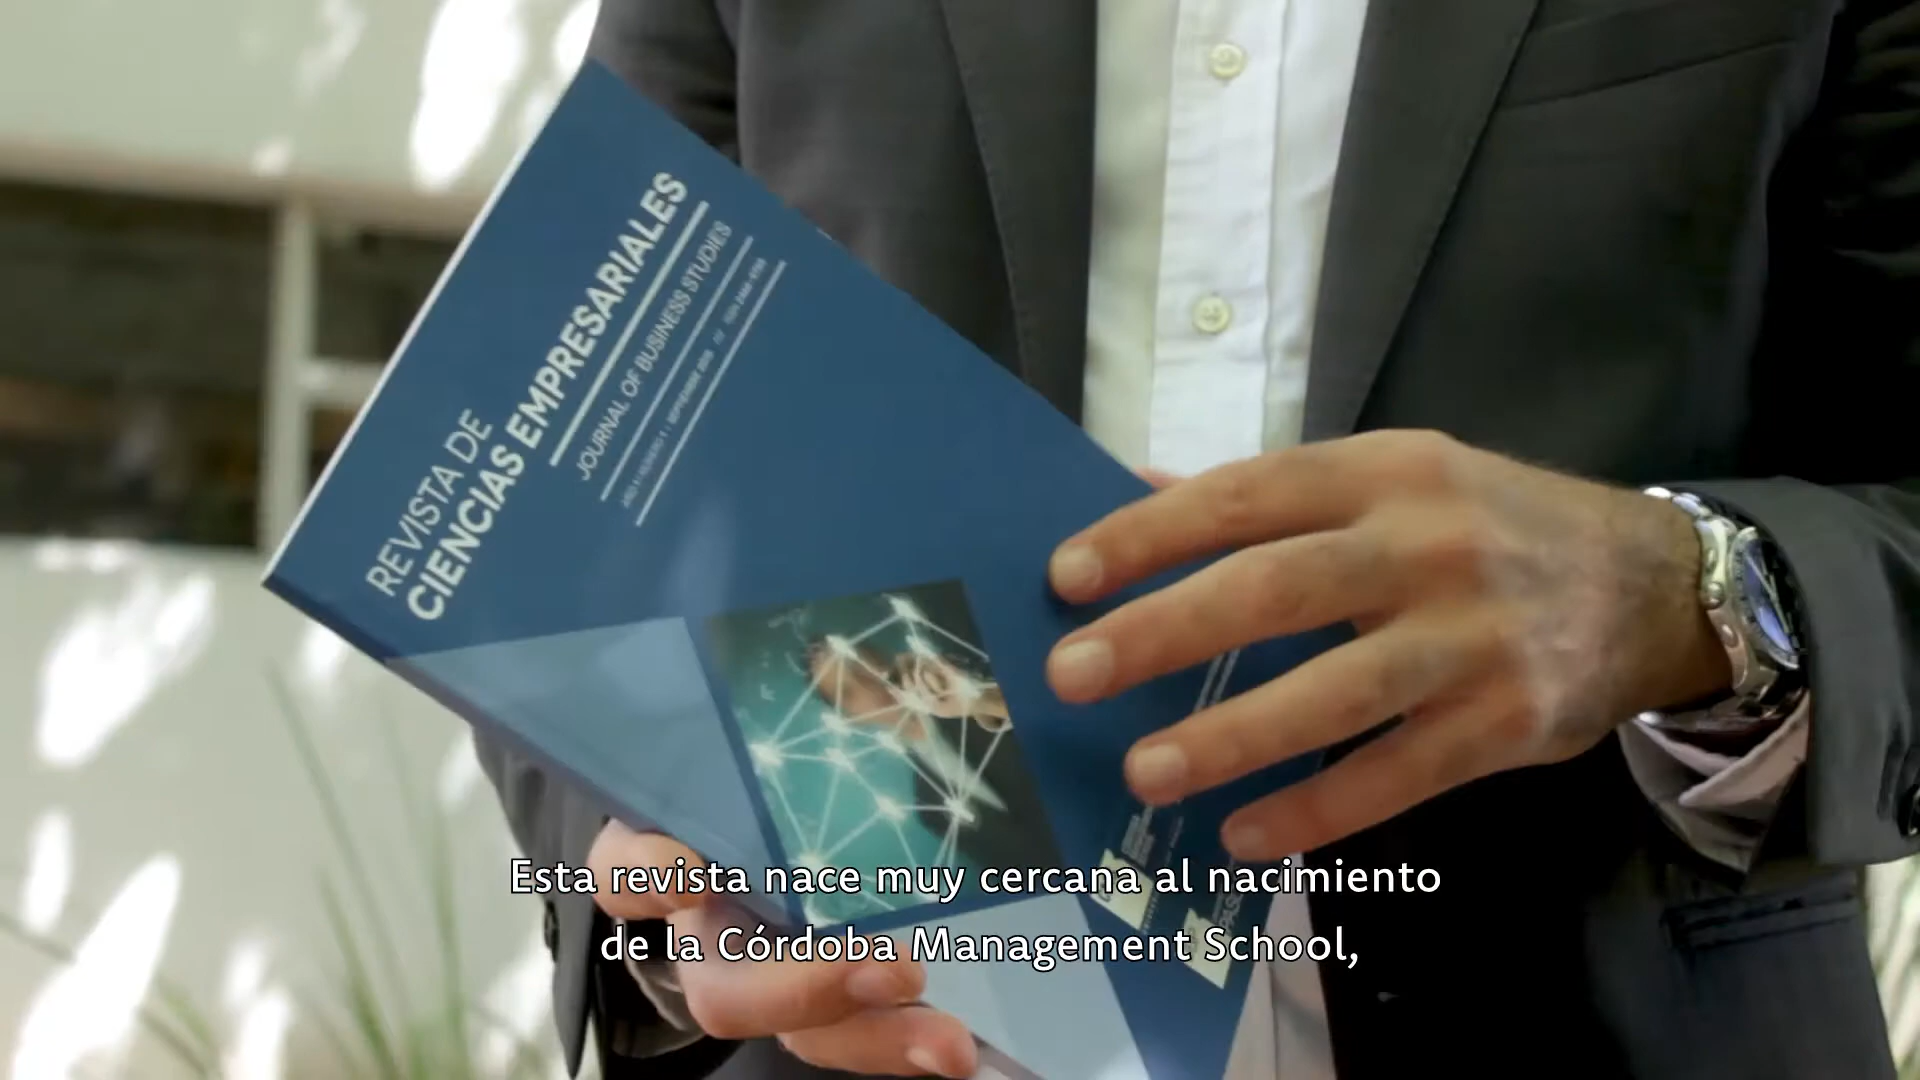 REVISTA DE
CIENCIAS EMPRESARIALES
JOURNAL OF BUSINESS STUDIES
Esta revista nace muy cercana al nacimiento
de la Córdoba Management School,